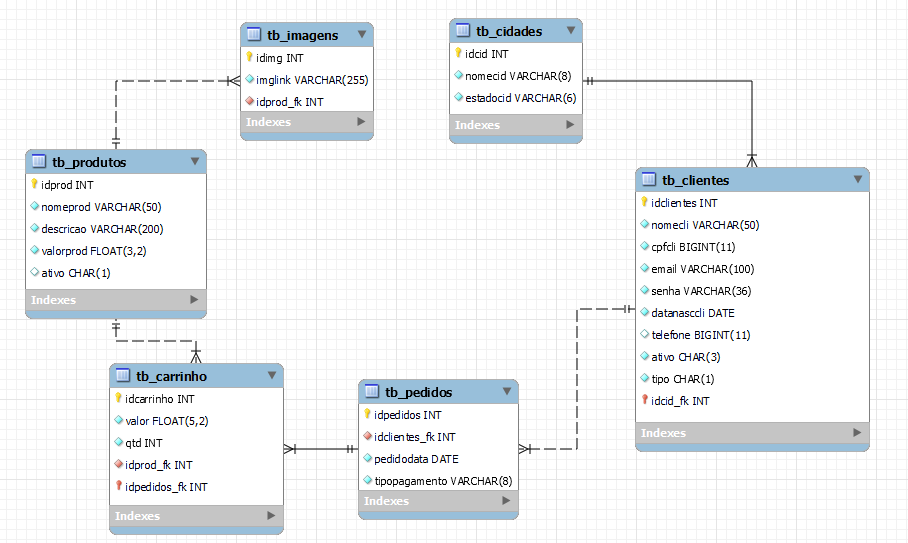 tb_imagens
idimg INT
imglink VARCHAR(255)
idprod_fk INT
Indexes
tb_cidades
idcid INT
nomecid VARCHAR(8)
estadocid VARCHAR(6)
Indexes
tb_produtos
idprod INT
nomeprod VARCHAR(50)
descricao VARCHAR(200)
valorprod FLOAT(3,2)
ativo CHAR(1)
Indexes
tb_clientes
idclientes INT
nomecli VARCHAR(50)
cpfcli BIGINT(11)
email VARCHAR(100)
senha VARCHAR(36)
datanasccli DATE
telefone BIGINT(11)
ativo CHAR(3)
tipo CHAR(1)
idcid_fk INT
Indexes
tb_carrinho
idcarrinho INT
valor FLOAT(5,2)
qtd INT
idprod_fk INT
idpedidos_fk INT
Indexes
tb_pedidos
idpedidos INT
idclientes_fk INT
pedidodata DATE
tipopagamento VARCHAR(8)
Indexes